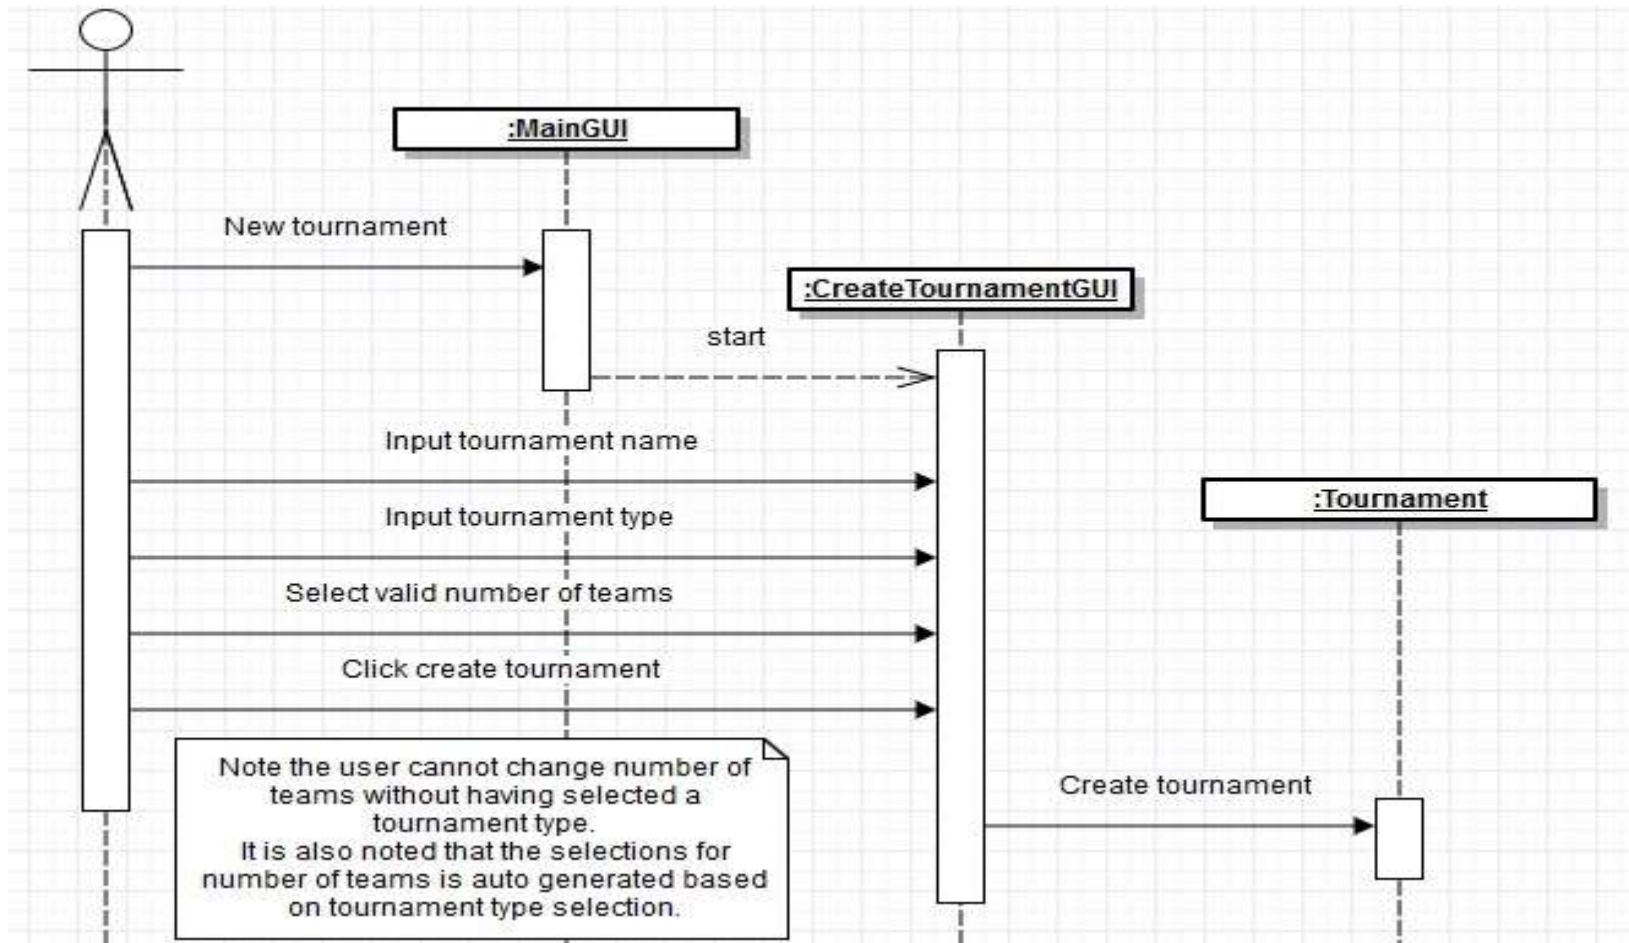 :MainGUI
New tournament
:CreateTournamentGUI
start
Input tournament name
:Tournament
Input tournament type
Select valid number of teams
Click create tournament
Note the user cannot change number of
teams without having selected a
tournament type.
It is also noted that the selections for
number of teams is auto generated based
on tournament type selection.
Create tournament